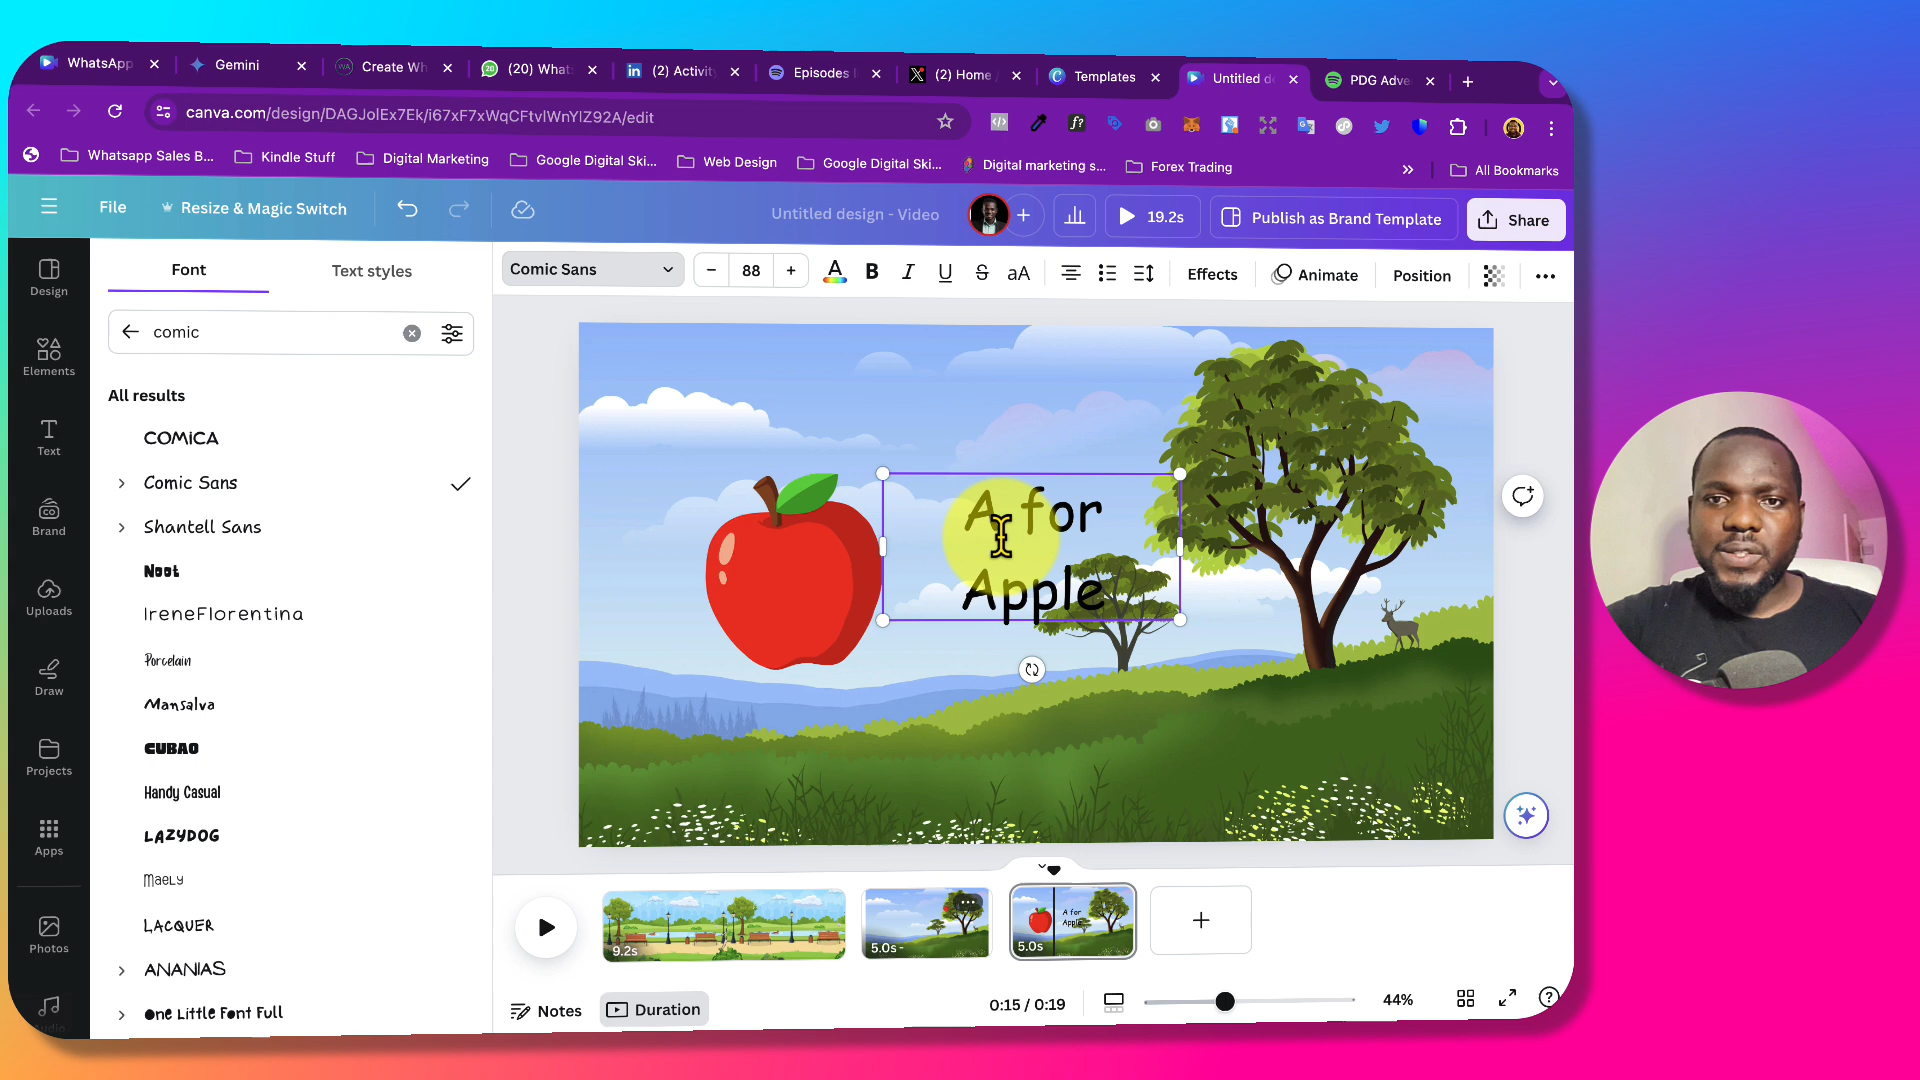 WhatsApp
Gemini
Create Wh
(20) What
(2) Activity
Episodes
(2) Home
Templates
Untitled d
PDG Adve
canva.com/design/DAGJolEx7Ek/i67xF7xWqCFtvlWnYlZ92A/edit
Whatsapp Sales B...
Kindle Stuff
Digital Marketing
Google Digital Ski...
Web Design
Google Digital Ski...
Digital marketing s...
Forex Trading
All Bookmarks
File
Resize & Magic Switch
Untitled design - Video
19.2s
Publish as Brand Template
Share
Design
Elements
Text
Brand
Uploads
Draw
Projects
Apps
Photos
Audio
Font
Text styles
comic
All results
COMICA
Comic Sans
Shantell Sans
Noot
IreneFlorentina
Porcelain
Mansalva
CUBAO
Handy Casual
LAZYDOG
Maely
LACQUER
ANANIAS
One Little Font Full
Comic Sans
88
A
B
I
U
S
aA
Effects
Animate
Position
A for
Apple
9.2s
5.0s
A for
Apple
5.0s
Notes
Duration
0:15 / 0:19
44%